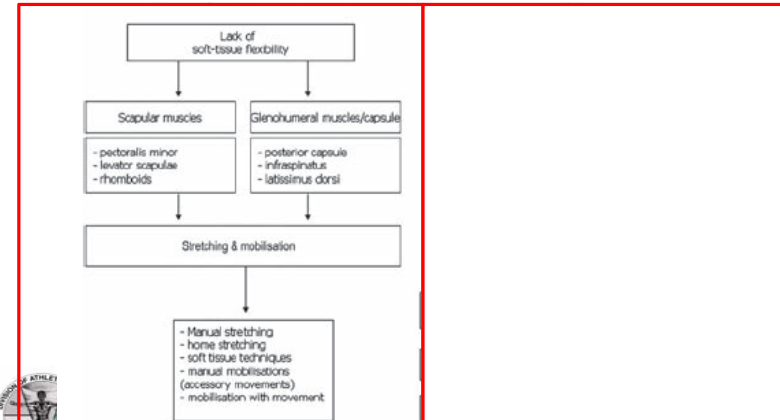 Lack of
soft-tissue flexibility
Scapular muscles
Glenohumeral muscles/capsule
- pectoralis minor
- levator scapulae
- rhomboids
- posterior capsule
- infraspinatus
- latissimus dorsi
Stretching & mobilisation
- Manual stretching
- home stretching
- soft tissue techniques
- manual mobilisations
(accessory movements)
- mobilisation with movement